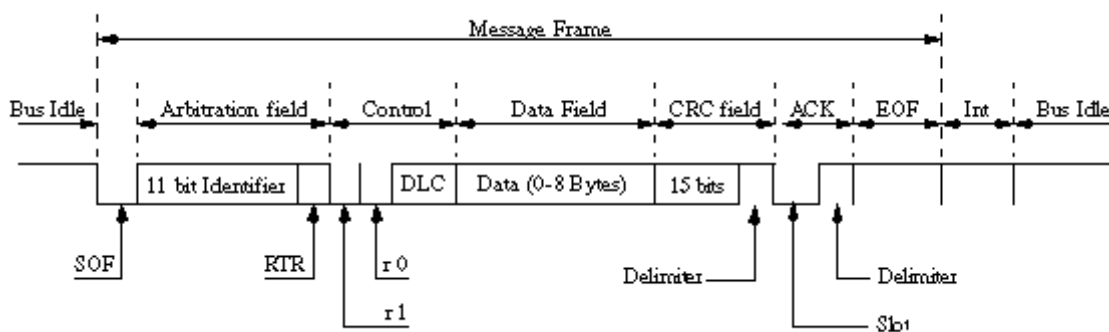 Message Frame
Bus Idle Arbitration field Control Data Field CRC field ACK EOF Int Bus Idle
11 bit Identifier DLC Data (0-8 Bytes) 15 bits
SOF RTR r 0 Delimiter Delimiter
r 1 Slot